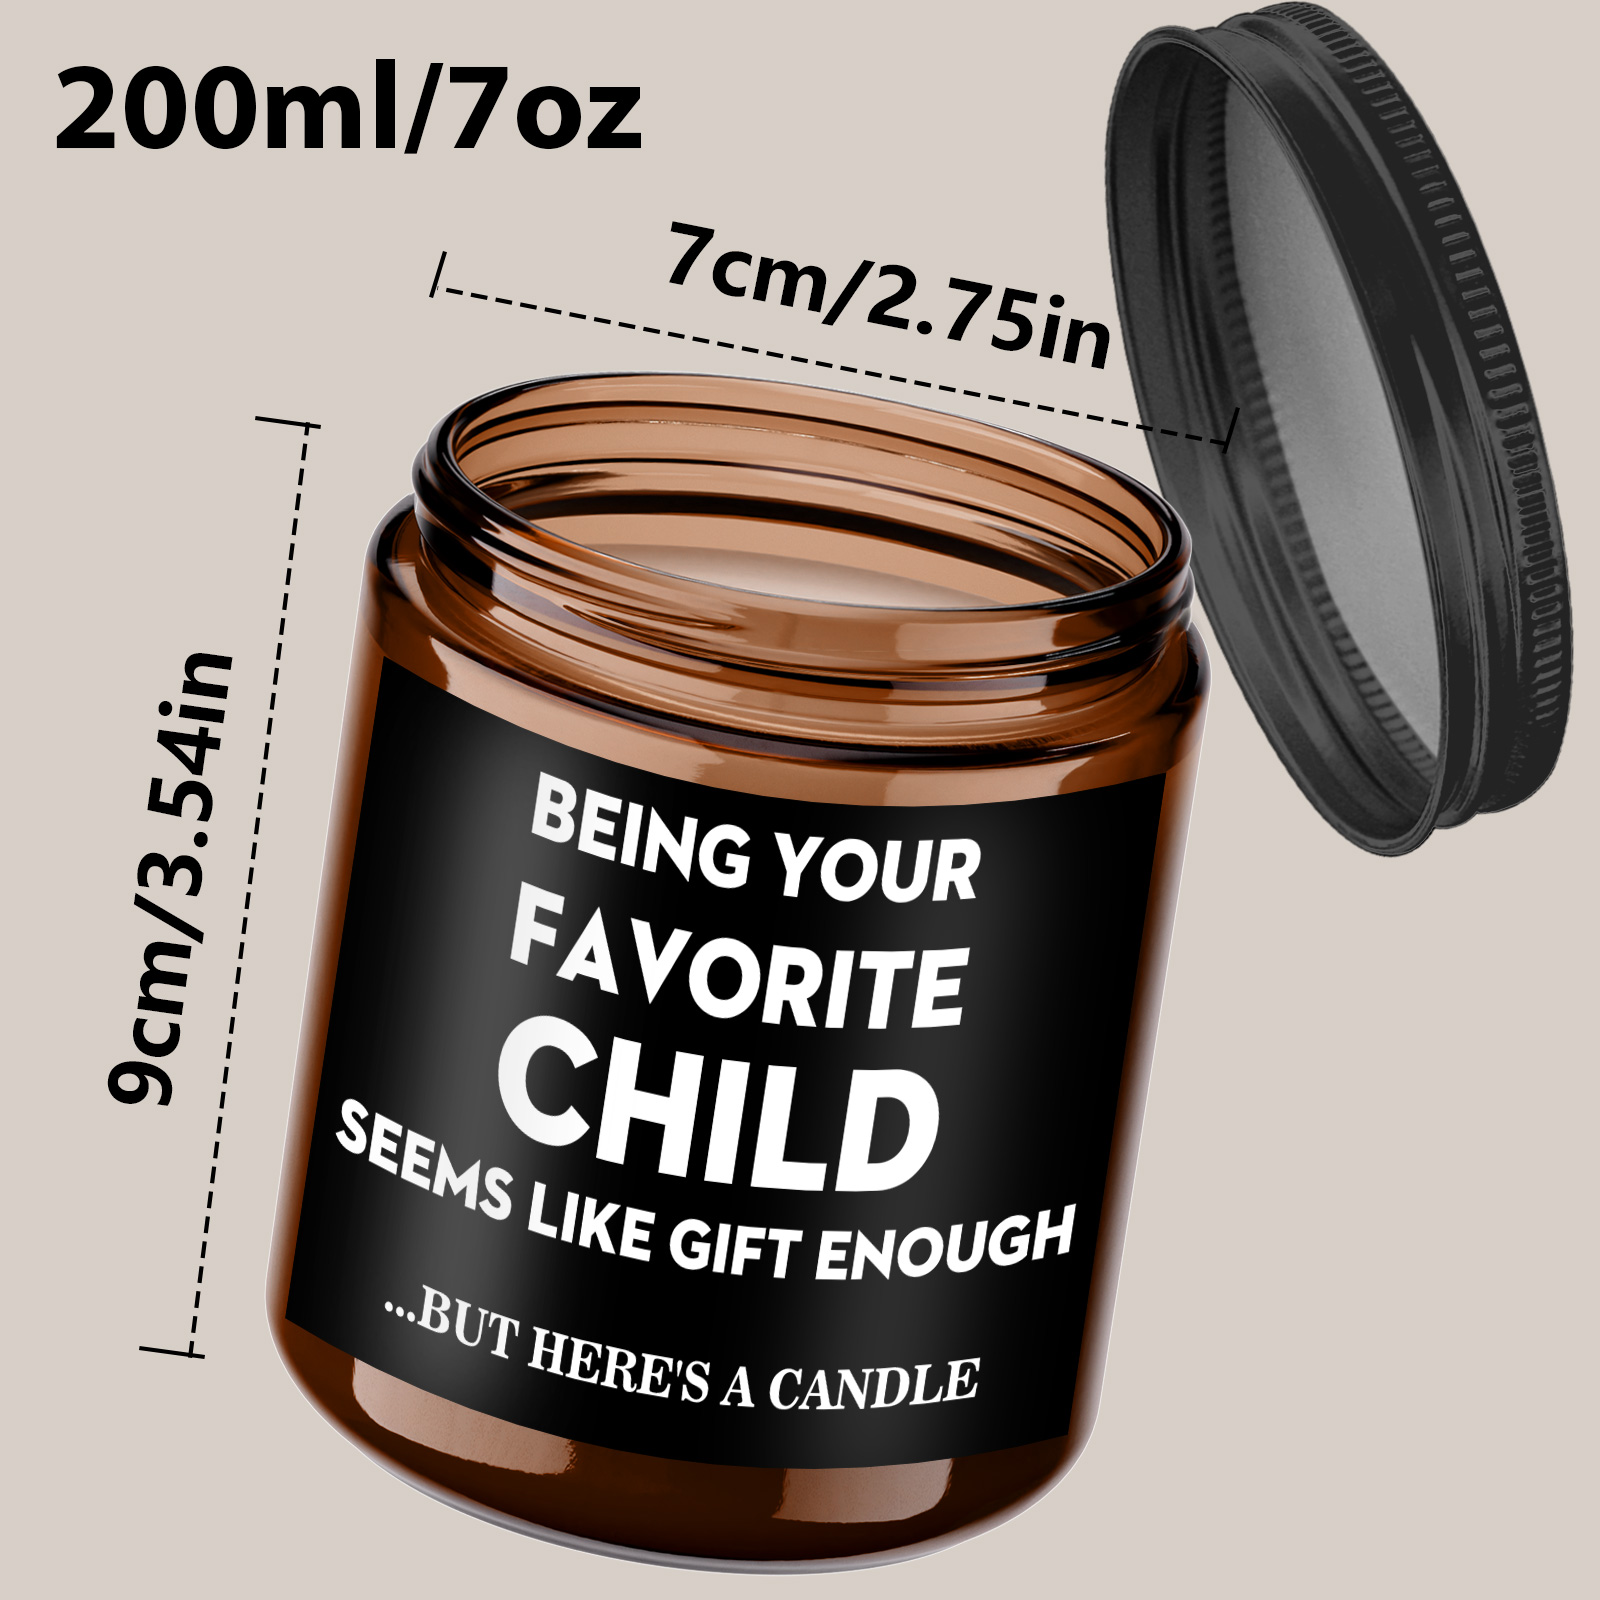 200ml/7oz
7cm/2.75in
9cm/3.54in
BEING YOUR
FAVORITE
CHILD
SEEMS LIKE GIFT ENOUGH
...BUT HERE'S A CANDLE